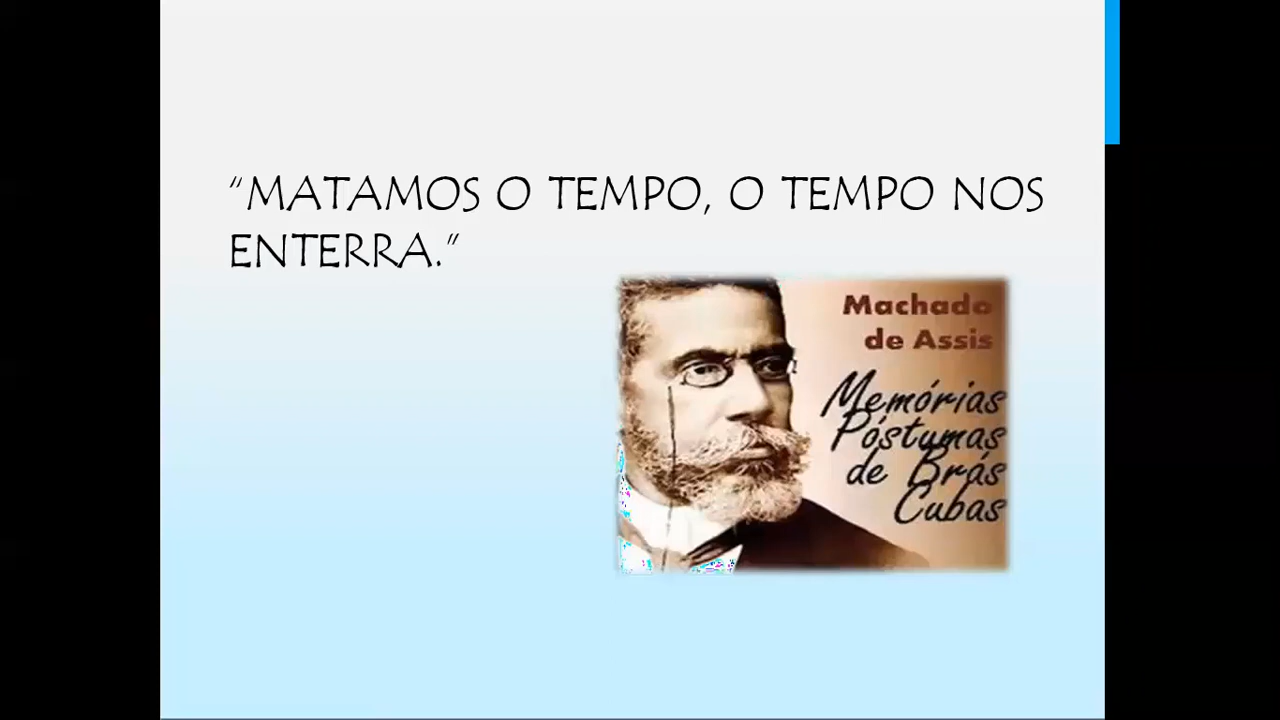 “MATAMOS O TEMPO, O TEMPO NOS
ENTERRA.”
Machado
de Assis
Memórias
Póstumas
de Brás
Cubas